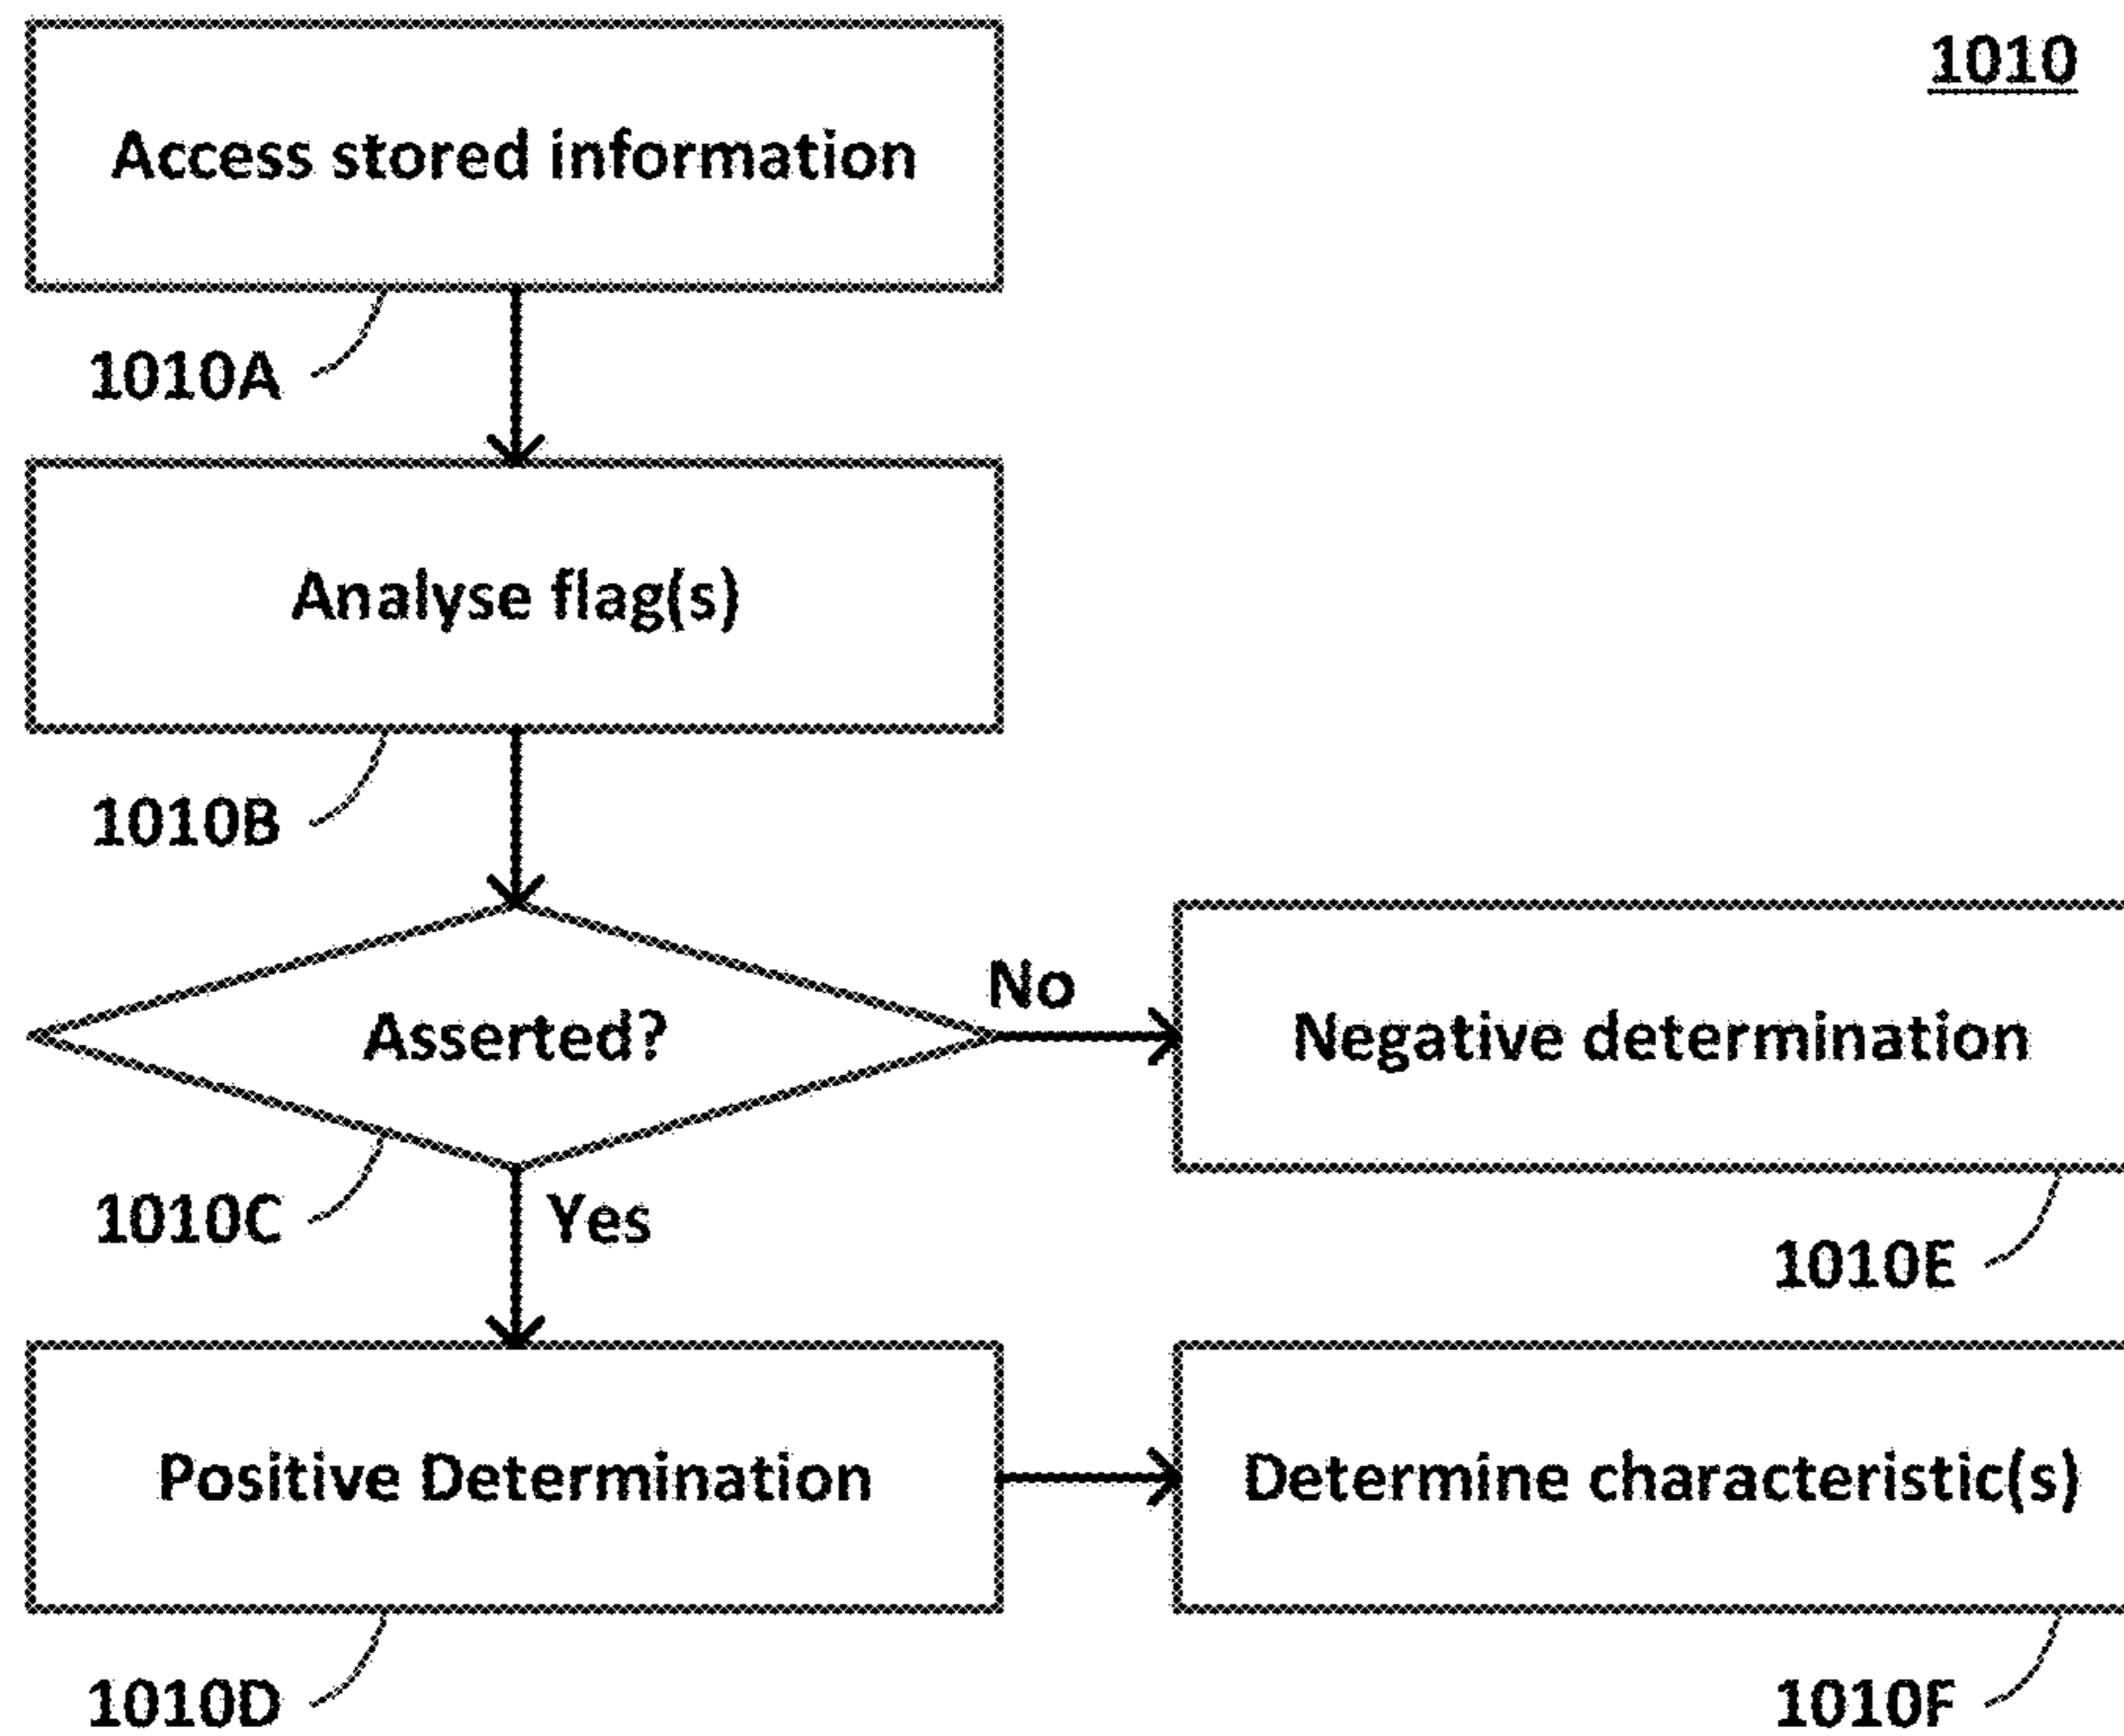 1010
Access stored information
1010A
Analyse flag(s)
1010B
Asserted?
No
Negative determination
1010C
Yes
1010E
Positive Determination
Determine characteristic(s)
1010D
1010F